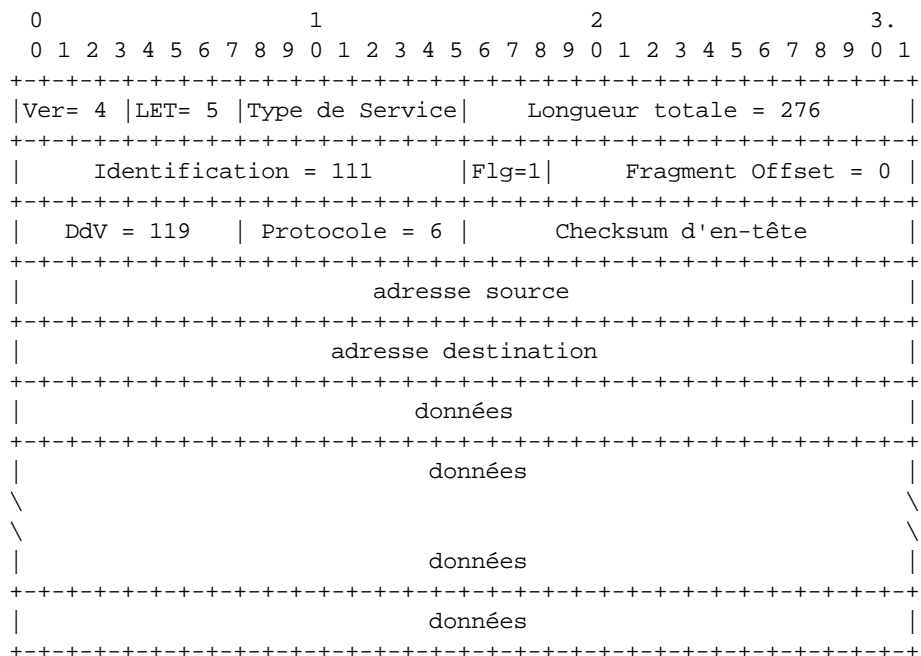 0 1 2 3.
0 1 2 3 4 5 6 7 8 9 0 1 2 3 4 5 6 7 8 9 0 1 2 3 4 5 6 7 8 9 0 1
+-+-+-+-+-+-+-+-+-+-+-+-+-+-+-+-+-+-+-+-+-+-+-+-+-+-+-+-+-+-+-+-+
|Ver= 4 |LET= 5 |Type de Service| Longueur totale = 276 |
+-+-+-+-+-+-+-+-+-+-+-+-+-+-+-+-+-+-+-+-+-+-+-+-+-+-+-+-+-+-+-+-+
| Identification = 111 |Flg=1| Fragment Offset = 0 |
+-+-+-+-+-+-+-+-+-+-+-+-+-+-+-+-+-+-+-+-+-+-+-+-+-+-+-+-+-+-+-+-+
| DdV = 119 | Protocole = 6 | Checksum d'en-tête |
+-+-+-+-+-+-+-+-+-+-+-+-+-+-+-+-+-+-+-+-+-+-+-+-+-+-+-+-+-+-+-+-+
| adresse source |
+-+-+-+-+-+-+-+-+-+-+-+-+-+-+-+-+-+-+-+-+-+-+-+-+-+-+-+-+-+-+-+-+
| adresse destination |
+-+-+-+-+-+-+-+-+-+-+-+-+-+-+-+-+-+-+-+-+-+-+-+-+-+-+-+-+-+-+-+-+
| données |
+-+-+-+-+-+-+-+-+-+-+-+-+-+-+-+-+-+-+-+-+-+-+-+-+-+-+-+-+-+-+-+-+
| données |
\ \
\ \
| données |
+-+-+-+-+-+-+-+-+-+-+-+-+-+-+-+-+-+-+-+-+-+-+-+-+-+-+-+-+-+-+-+-+
| données |
+-+-+-+-+-+-+-+-+-+-+-+-+-+-+-+-+-+-+-+-+-+-+-+-+-+-+-+-+-+-+-+-+